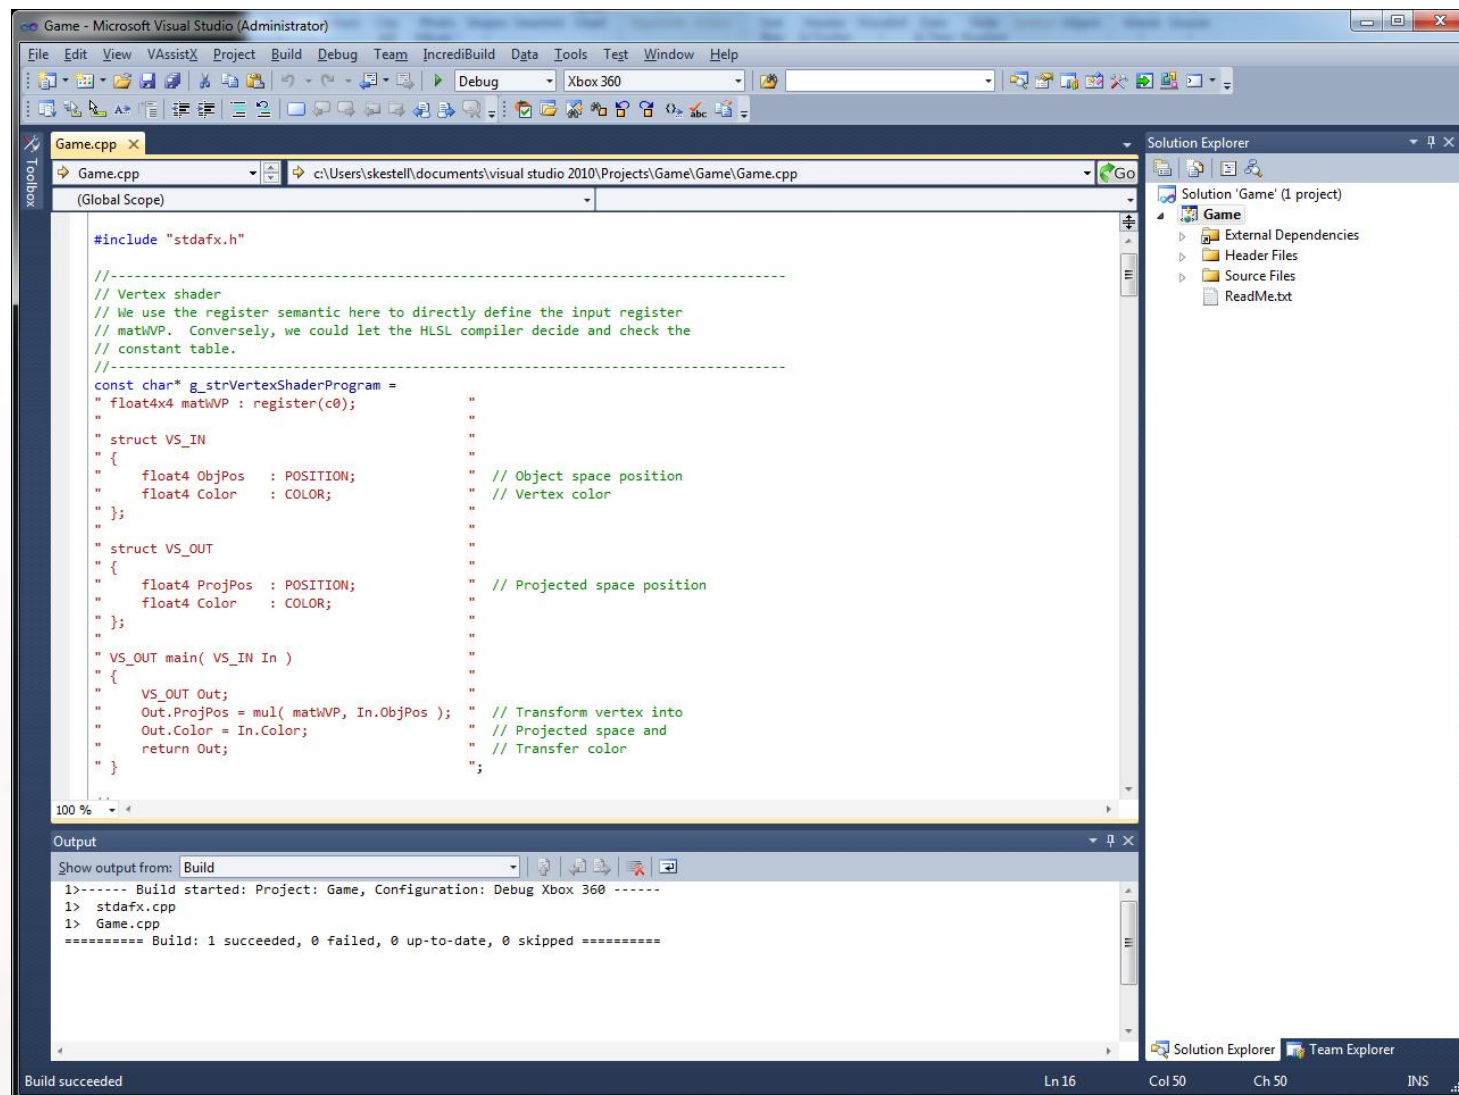 Game - Microsoft Visual Studio (Administrator)
File Edit View VAssistX Project Build Debug Team IncrediBuild Data Tools Test Window Help
Debug Xbox 360
Toolbox
Game.cpp
Game.cpp c:\Users\skestell\documents\visual studio 2010\Projects\Game\Game\Game.cpp Go
(Global Scope)
#include "stdafx.h"
//-------------------------------------------------------------------------------------
// Vertex shader
// We use the register semantic here to directly define the input register
// matWVP.  Conversely, we could let the HLSL compiler decide and check the
// constant table.
//-------------------------------------------------------------------------------------
const char* g_strVertexShaderProgram =
" float4x4 matWVP : register(c0);              "
"                                              "
" struct VS_IN                                 "
" {                                            "
"     float4 ObjPos   : POSITION;              "  // Object space position
"     float4 Color    : COLOR;                 "  // Vertex color
" };                                           "
"                                              "
" struct VS_OUT                                "
" {                                            "
"     float4 ProjPos  : POSITION;              "  // Projected space position
"     float4 Color    : COLOR;                 "
" };                                           "
"                                              "
" VS_OUT main( VS_IN In )                      "
" {                                            "
"     VS_OUT Out;                              "
"     Out.ProjPos = mul( matWVP, In.ObjPos );  "  // Transform vertex into
"     Out.Color = In.Color;                    "  // Projected space and
"     return Out;                              "  // Transfer color
" }                                            ";
100 %
Output
Show output from: Build
1>------ Build started: Project: Game, Configuration: Debug Xbox 360 ------
1>  stdafx.cpp
1>  Game.cpp
========== Build: 1 succeeded, 0 failed, 0 up-to-date, 0 skipped ==========
Solution Explorer
Solution 'Game' (1 project)
Game
External Dependencies
Header Files
Source Files
ReadMe.txt
Solution Explorer Team Explorer
Build succeeded Ln 16 Col 50 Ch 50 INS